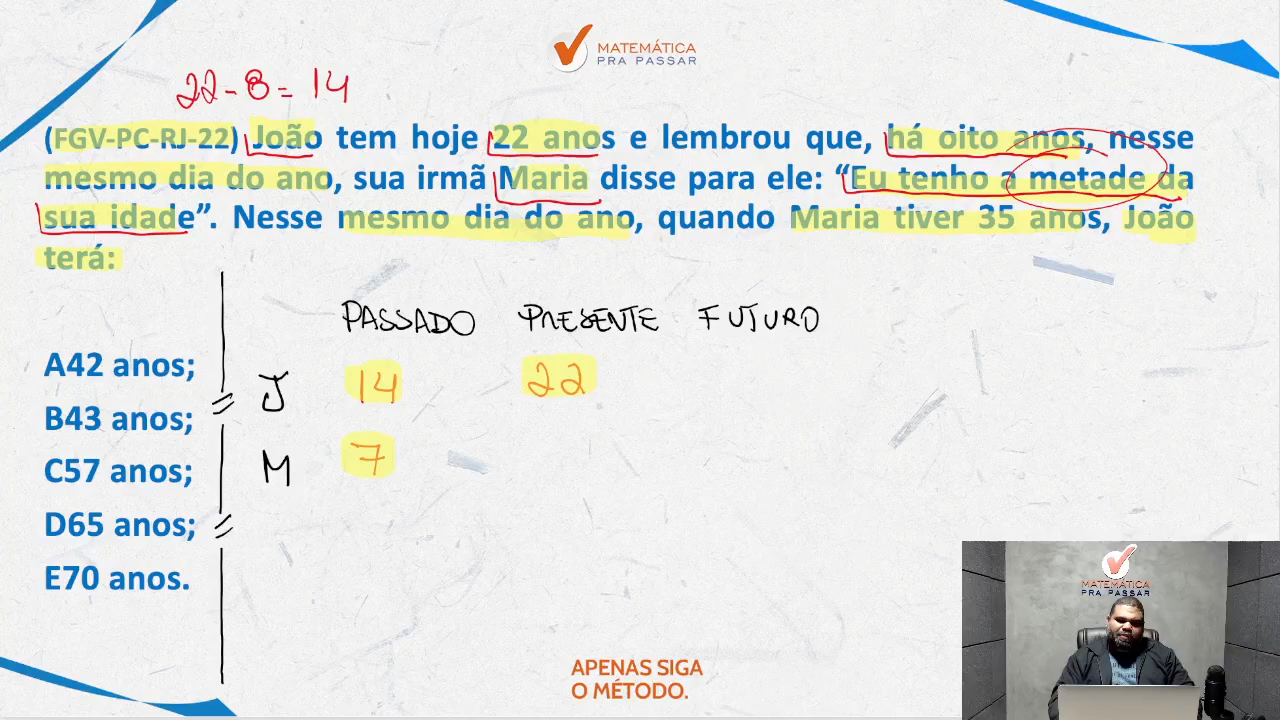 MATEMÁTICA
PRA PASSAR
22 - 8 = 14
(FGV-PC-RJ-22) João tem hoje 22 anos e lembrou que, há oito anos, nesse
mesmo dia do ano, sua irmã Maria disse para ele: “Eu tenho a metade da
sua idade”. Nesse mesmo dia do ano, quando Maria tiver 35 anos, João
terá:
PASSADO PRESENTE FUTURO
A42 anos;
J 14 22
B43 anos;
M 7
C57 anos;
D65 anos;
E70 anos.
MATEMÁTICA
PRA PASSAR
APENAS SIGA
O MÉTODO.